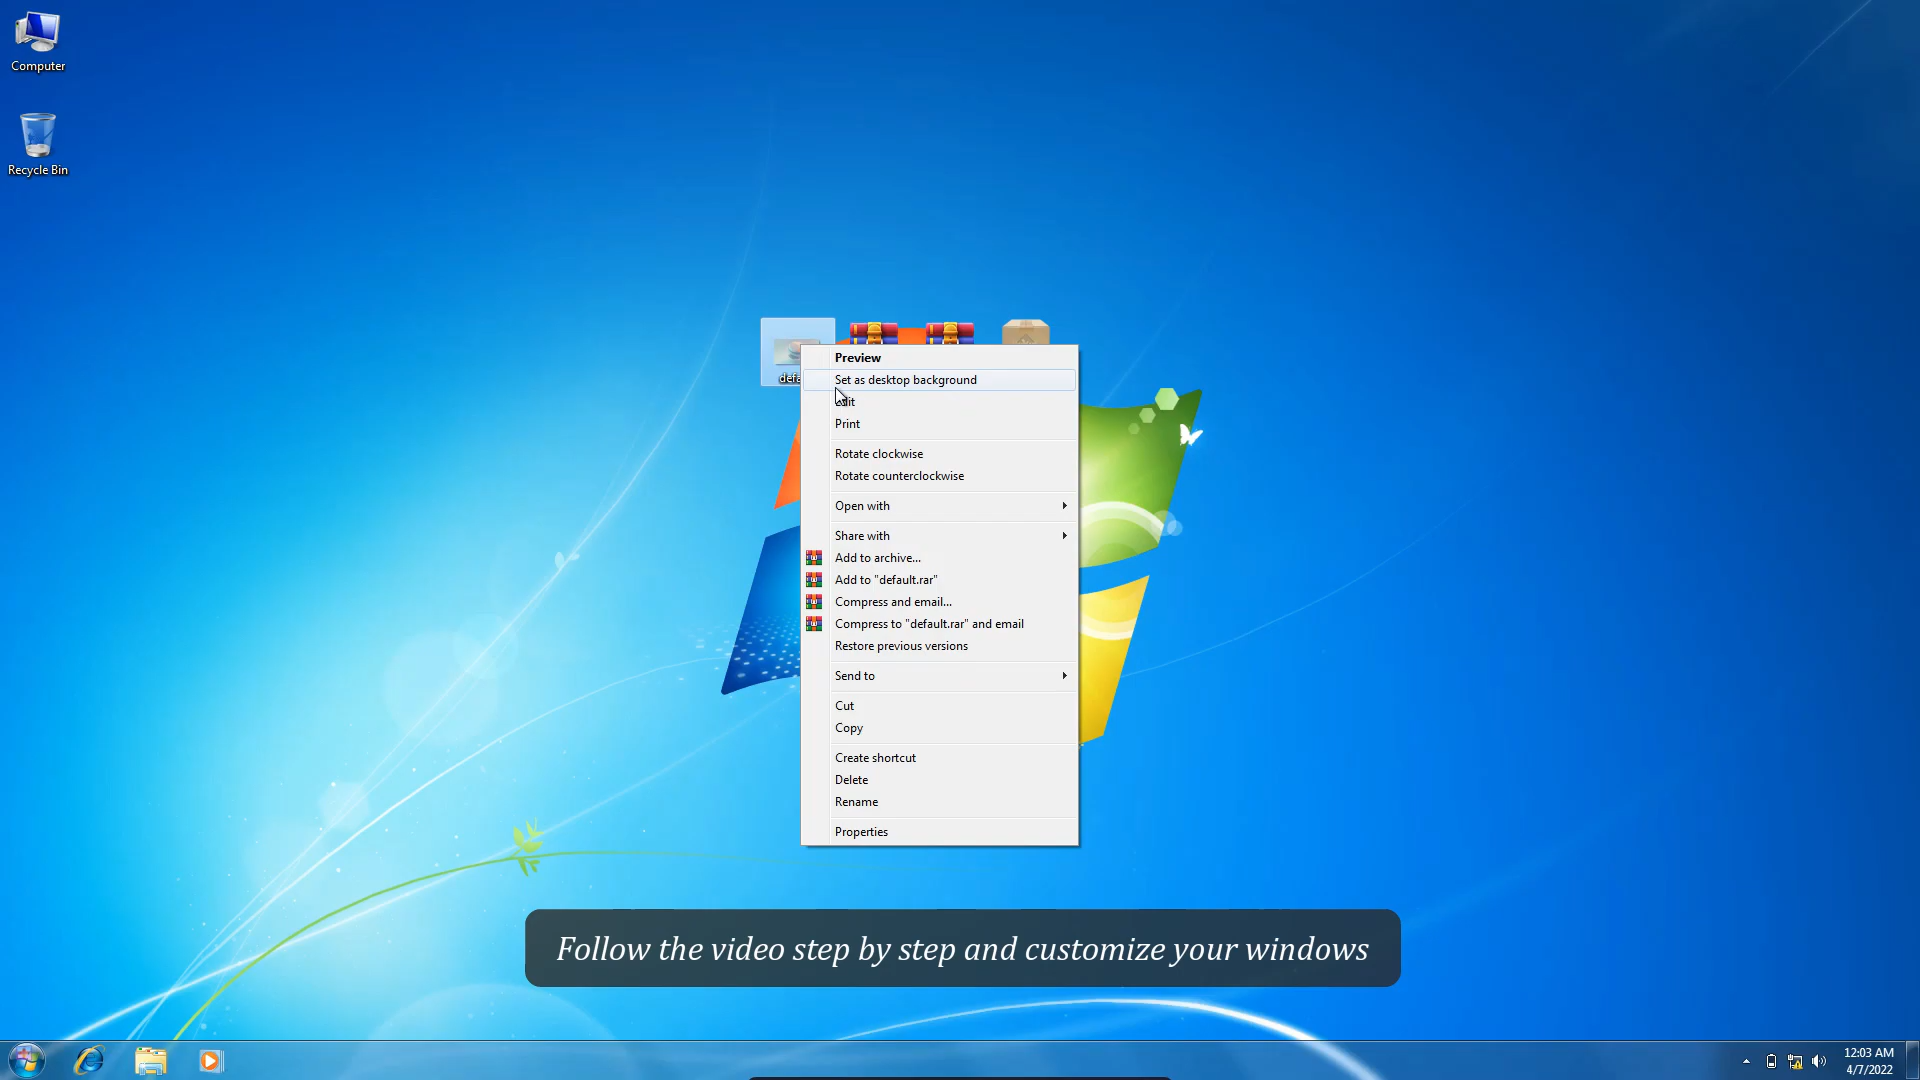 Computer
Recycle Bin
Preview
Set as desktop background
Print
Rotate clockwise
Rotate counterclockwise
Open with
Share with
Add to archive...
Add to "default.rar"
Compress and email...
Compress to "default.rar" and email
Restore previous versions
Send to
Cut
Copy
Create shortcut
Delete
Rename
Properties
Follow the video step by step and customize your windows
12:03 AM
4/7/2022